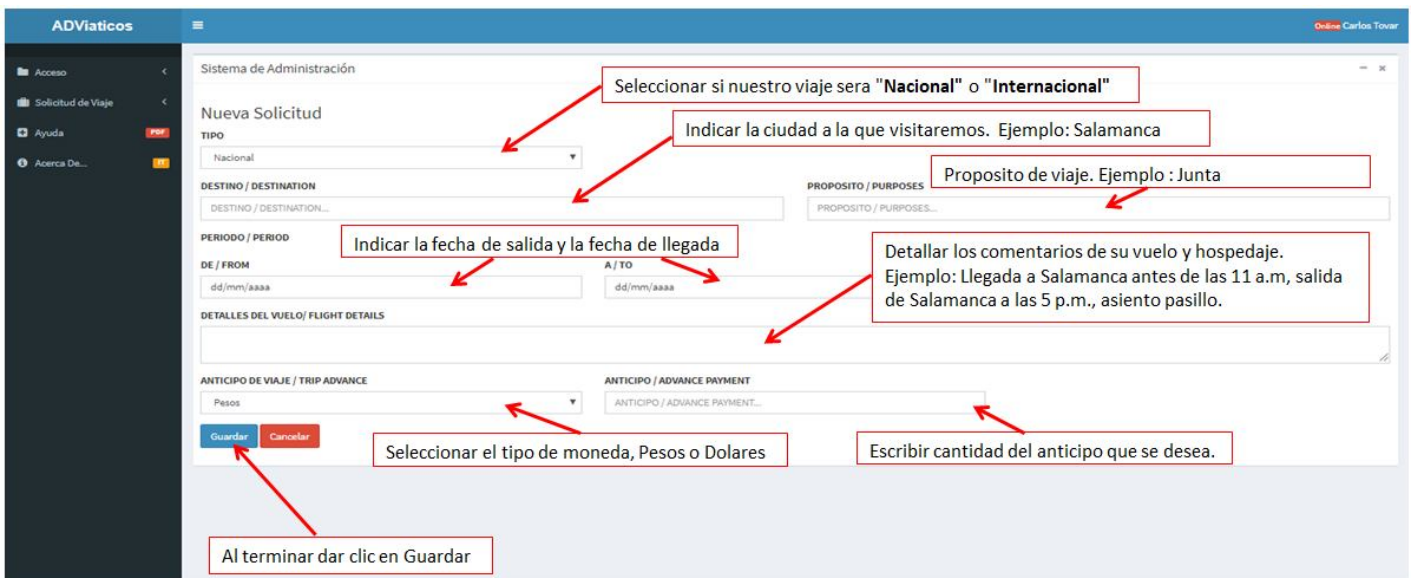 ADViaticos
Online Carlos Tovar
Acceso
Solicitud de Viaje
Ayuda PDF
Acerca De... IT
Sistema de Administración
Seleccionar si nuestro viaje sera "Nacional" o "Internacional"
Nueva Solicitud
TIPO
Nacional
Indicar la ciudad a la que visitaremos. Ejemplo: Salamanca
DESTINO / DESTINATION
DESTINO / DESTINATION...
Proposito de viaje. Ejemplo : Junta
PROPOSITO / PURPOSES
PROPOSITO / PURPOSES...
PERIODO / PERIOD
Indicar la fecha de salida y la fecha de llegada
DE / FROM
dd/mm/aaaa
A / TO
dd/mm/aaaa
Detallar los comentarios de su vuelo y hospedaje.
Ejemplo: Llegada a Salamanca antes de las 11 a.m, salida
de Salamanca a las 5 p.m., asiento pasillo.
DETALLES DEL VUELO/ FLIGHT DETAILS
ANTICIPO DE VIAJE / TRIP ADVANCE
Pesos
ANTICIPO / ADVANCE PAYMENT
ANTICIPO / ADVANCE PAYMENT...
Guardar Cancelar
Seleccionar el tipo de moneda, Pesos o Dolares
Escribir cantidad del anticipo que se desea.
Al terminar dar clic en Guardar